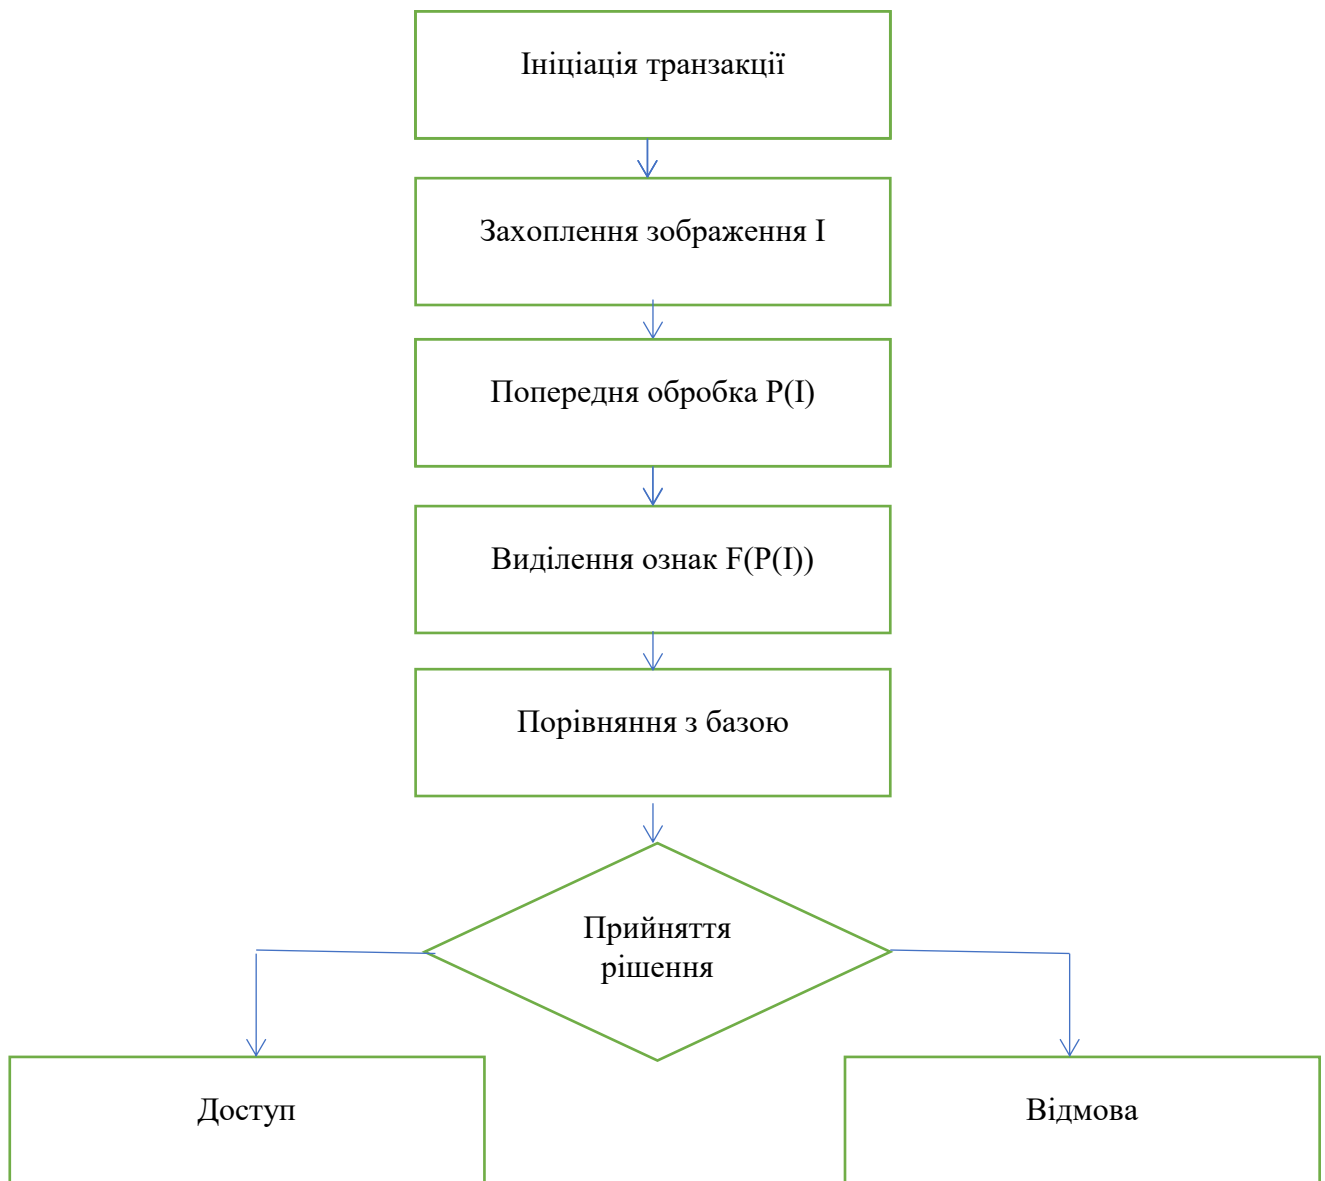 Ініціація транзакції
Захоплення зображення I
Попередня обробка P(I)
Виділення ознак F(P(I))
Порівняння з базою
Прийняття
рішення
Доступ
Відмова